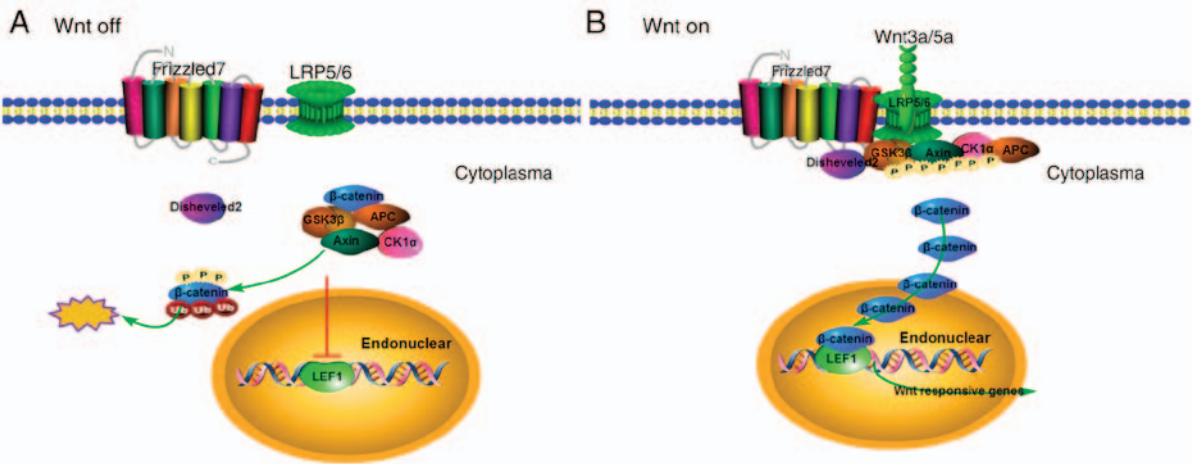 A Wnt off
N
Frizzled7
LRP5/6
C
Cytoplasma
Disheveled2
β-catenin
GSK3β
APC
Axin
CK1α
P P P
β-catenin
Ub Ub Ub
Endonuclear
LEF1
B Wnt on
Wnt3a/5a
N
Frizzled7
LRP5/6
GSK3β
Axin
CK1α
APC
Disheveled2
P P P P P P P
Cytoplasma
β-catenin
β-catenin
β-catenin
β-catenin
β-catenin
Endonuclear
LEF1
Wnt responsive genes